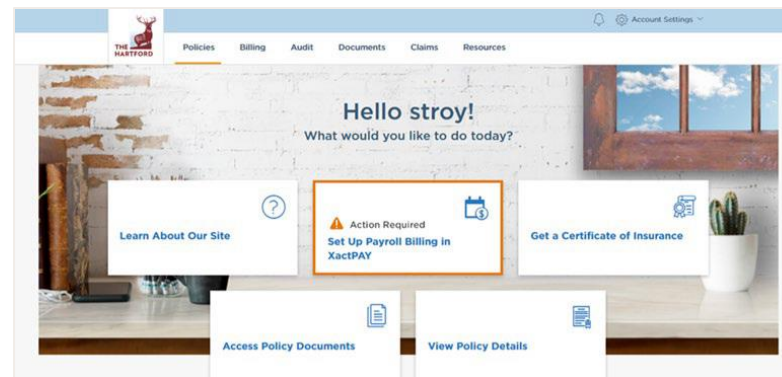 Account Settings
THE
HARTFORD
Policies Billing Audit Documents Claims Resources
Hello stroy!
What would you like to do today?
Learn About Our Site
Action Required
Set Up Payroll Billing in
XactPAY
Get a Certificate of Insurance
Access Policy Documents
View Policy Details